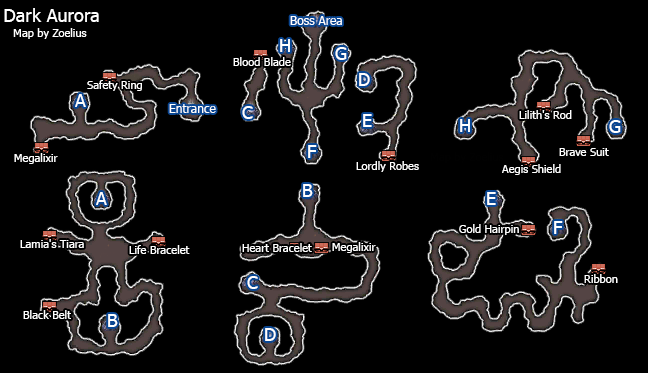 Dark Aurora
Map by Zoelius
Safety Ring
A
Entrance
Megalixir
Boss Area
H
G
Blood Blade
D
C
E
F
Lordly Robes
Lilith's Rod
H
G
Brave Suit
Aegis Shield
A
Lamia's Tiara
Life Bracelet
Black Belt
B
B
Heart Bracelet
Megalixir
C
D
E
Gold Hairpin
F
Ribbon